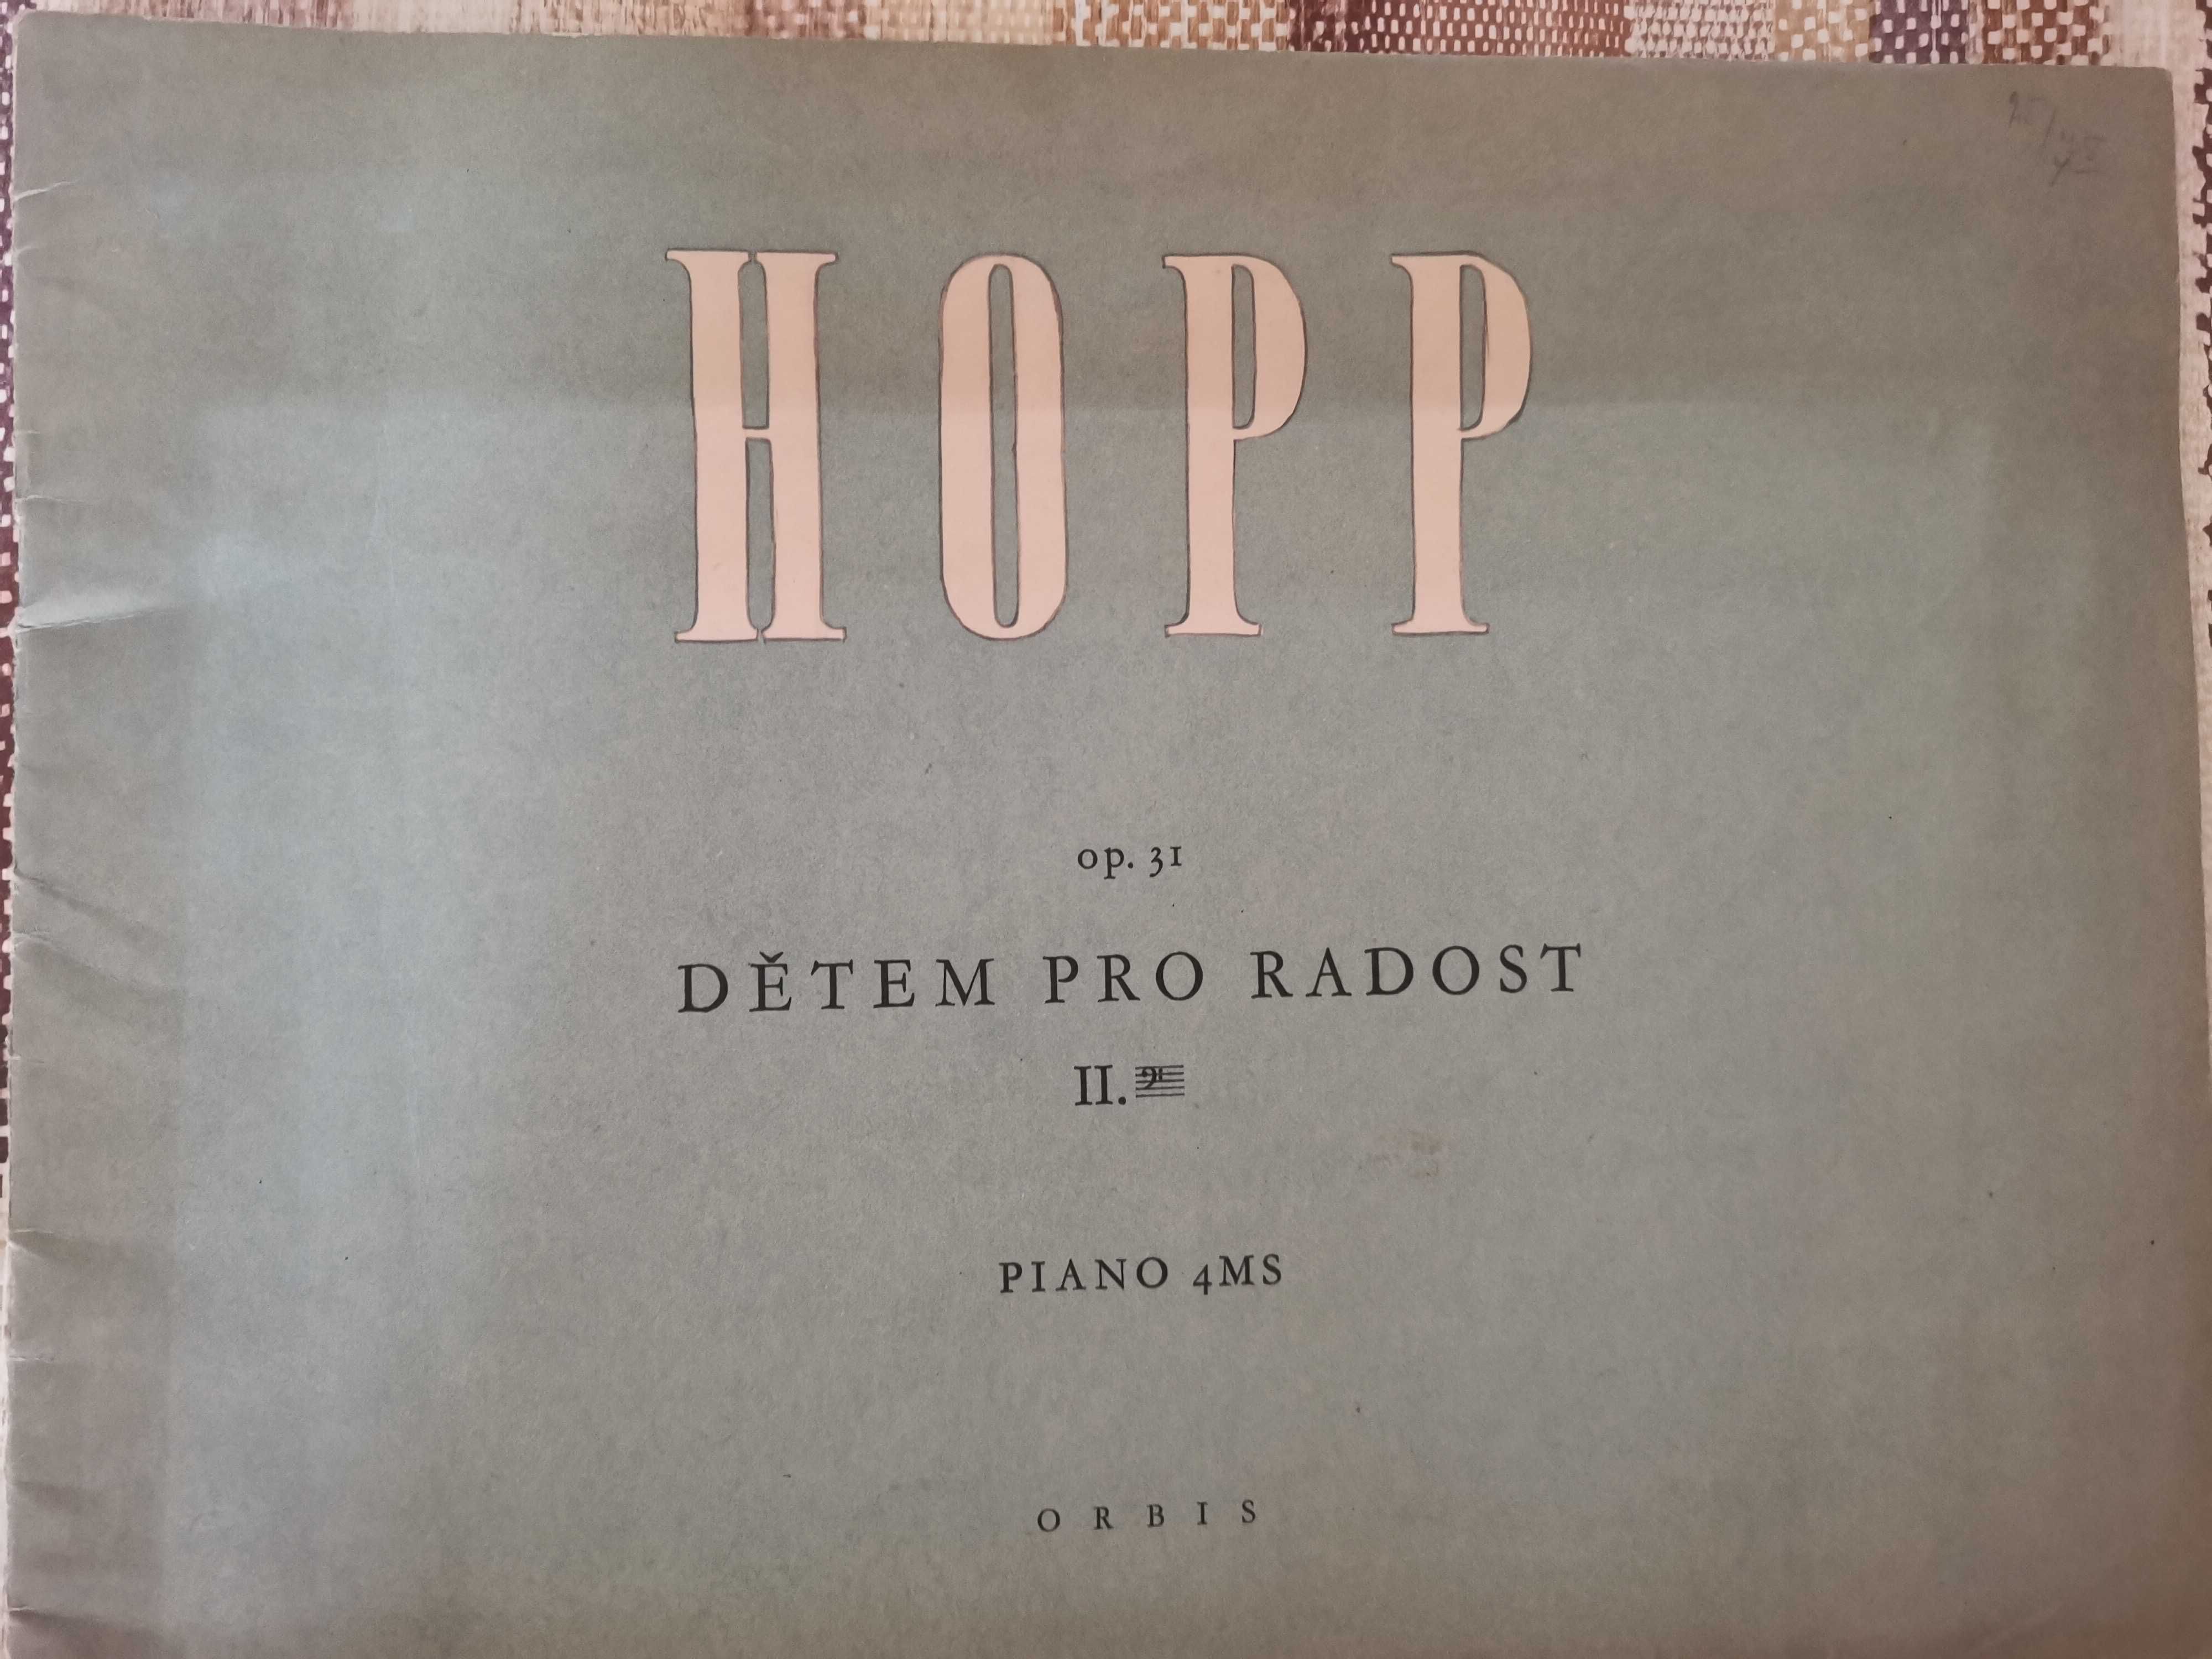 HOPP
op. 31
DĚTEM PRO RADOST
II.
PIANO 4MS
ORBIS